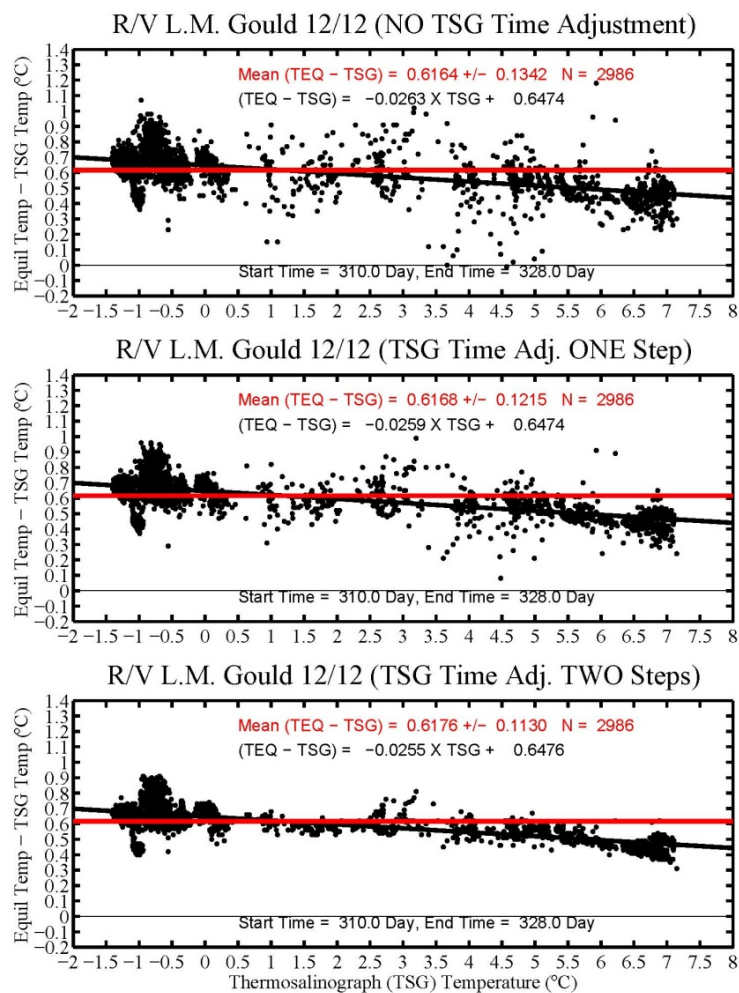 R/V L.M. Gould 12/12 (NO TSG Time Adjustment)
Equil Temp − TSG Temp (ºC)
1.4
1.3
1.2
1.1
1
0.9
0.8
0.7
0.6
0.5
0.4
0.3
0.2
0.1
0
−0.1
−0.2
Mean (TEQ − TSG) = 0.6164 +/− 0.1342 N = 2986
(TEQ − TSG) = −0.0263 X TSG + 0.6474
Start Time = 310.0 Day, End Time = 328.0 Day
−2 −1.5 −1 −0.5 0 0.5 1 1.5 2 2.5 3 3.5 4 4.5 5 5.5 6 6.5 7 7.5 8
R/V L.M. Gould 12/12 (TSG Time Adj. ONE Step)
Equil Temp − TSG Temp (ºC)
1.4
1.3
1.2
1.1
1
0.9
0.8
0.7
0.6
0.5
0.4
0.3
0.2
0.1
0
−0.1
−0.2
Mean (TEQ − TSG) = 0.6168 +/− 0.1215 N = 2986
(TEQ − TSG) = −0.0259 X TSG + 0.6474
Start Time = 310.0 Day, End Time = 328.0 Day
−2 −1.5 −1 −0.5 0 0.5 1 1.5 2 2.5 3 3.5 4 4.5 5 5.5 6 6.5 7 7.5 8
R/V L.M. Gould 12/12 (TSG Time Adj. TWO Steps)
Equil Temp − TSG Temp (ºC)
1.4
1.3
1.2
1.1
1
0.9
0.8
0.7
0.6
0.5
0.4
0.3
0.2
0.1
0
−0.1
−0.2
Mean (TEQ − TSG) = 0.6176 +/− 0.1130 N = 2986
(TEQ − TSG) = −0.0255 X TSG + 0.6476
Start Time = 310.0 Day, End Time = 328.0 Day
−2 −1.5 −1 −0.5 0 0.5 1 1.5 2 2.5 3 3.5 4 4.5 5 5.5 6 6.5 7 7.5 8
Thermosalinograph (TSG) Temperature (ºC)